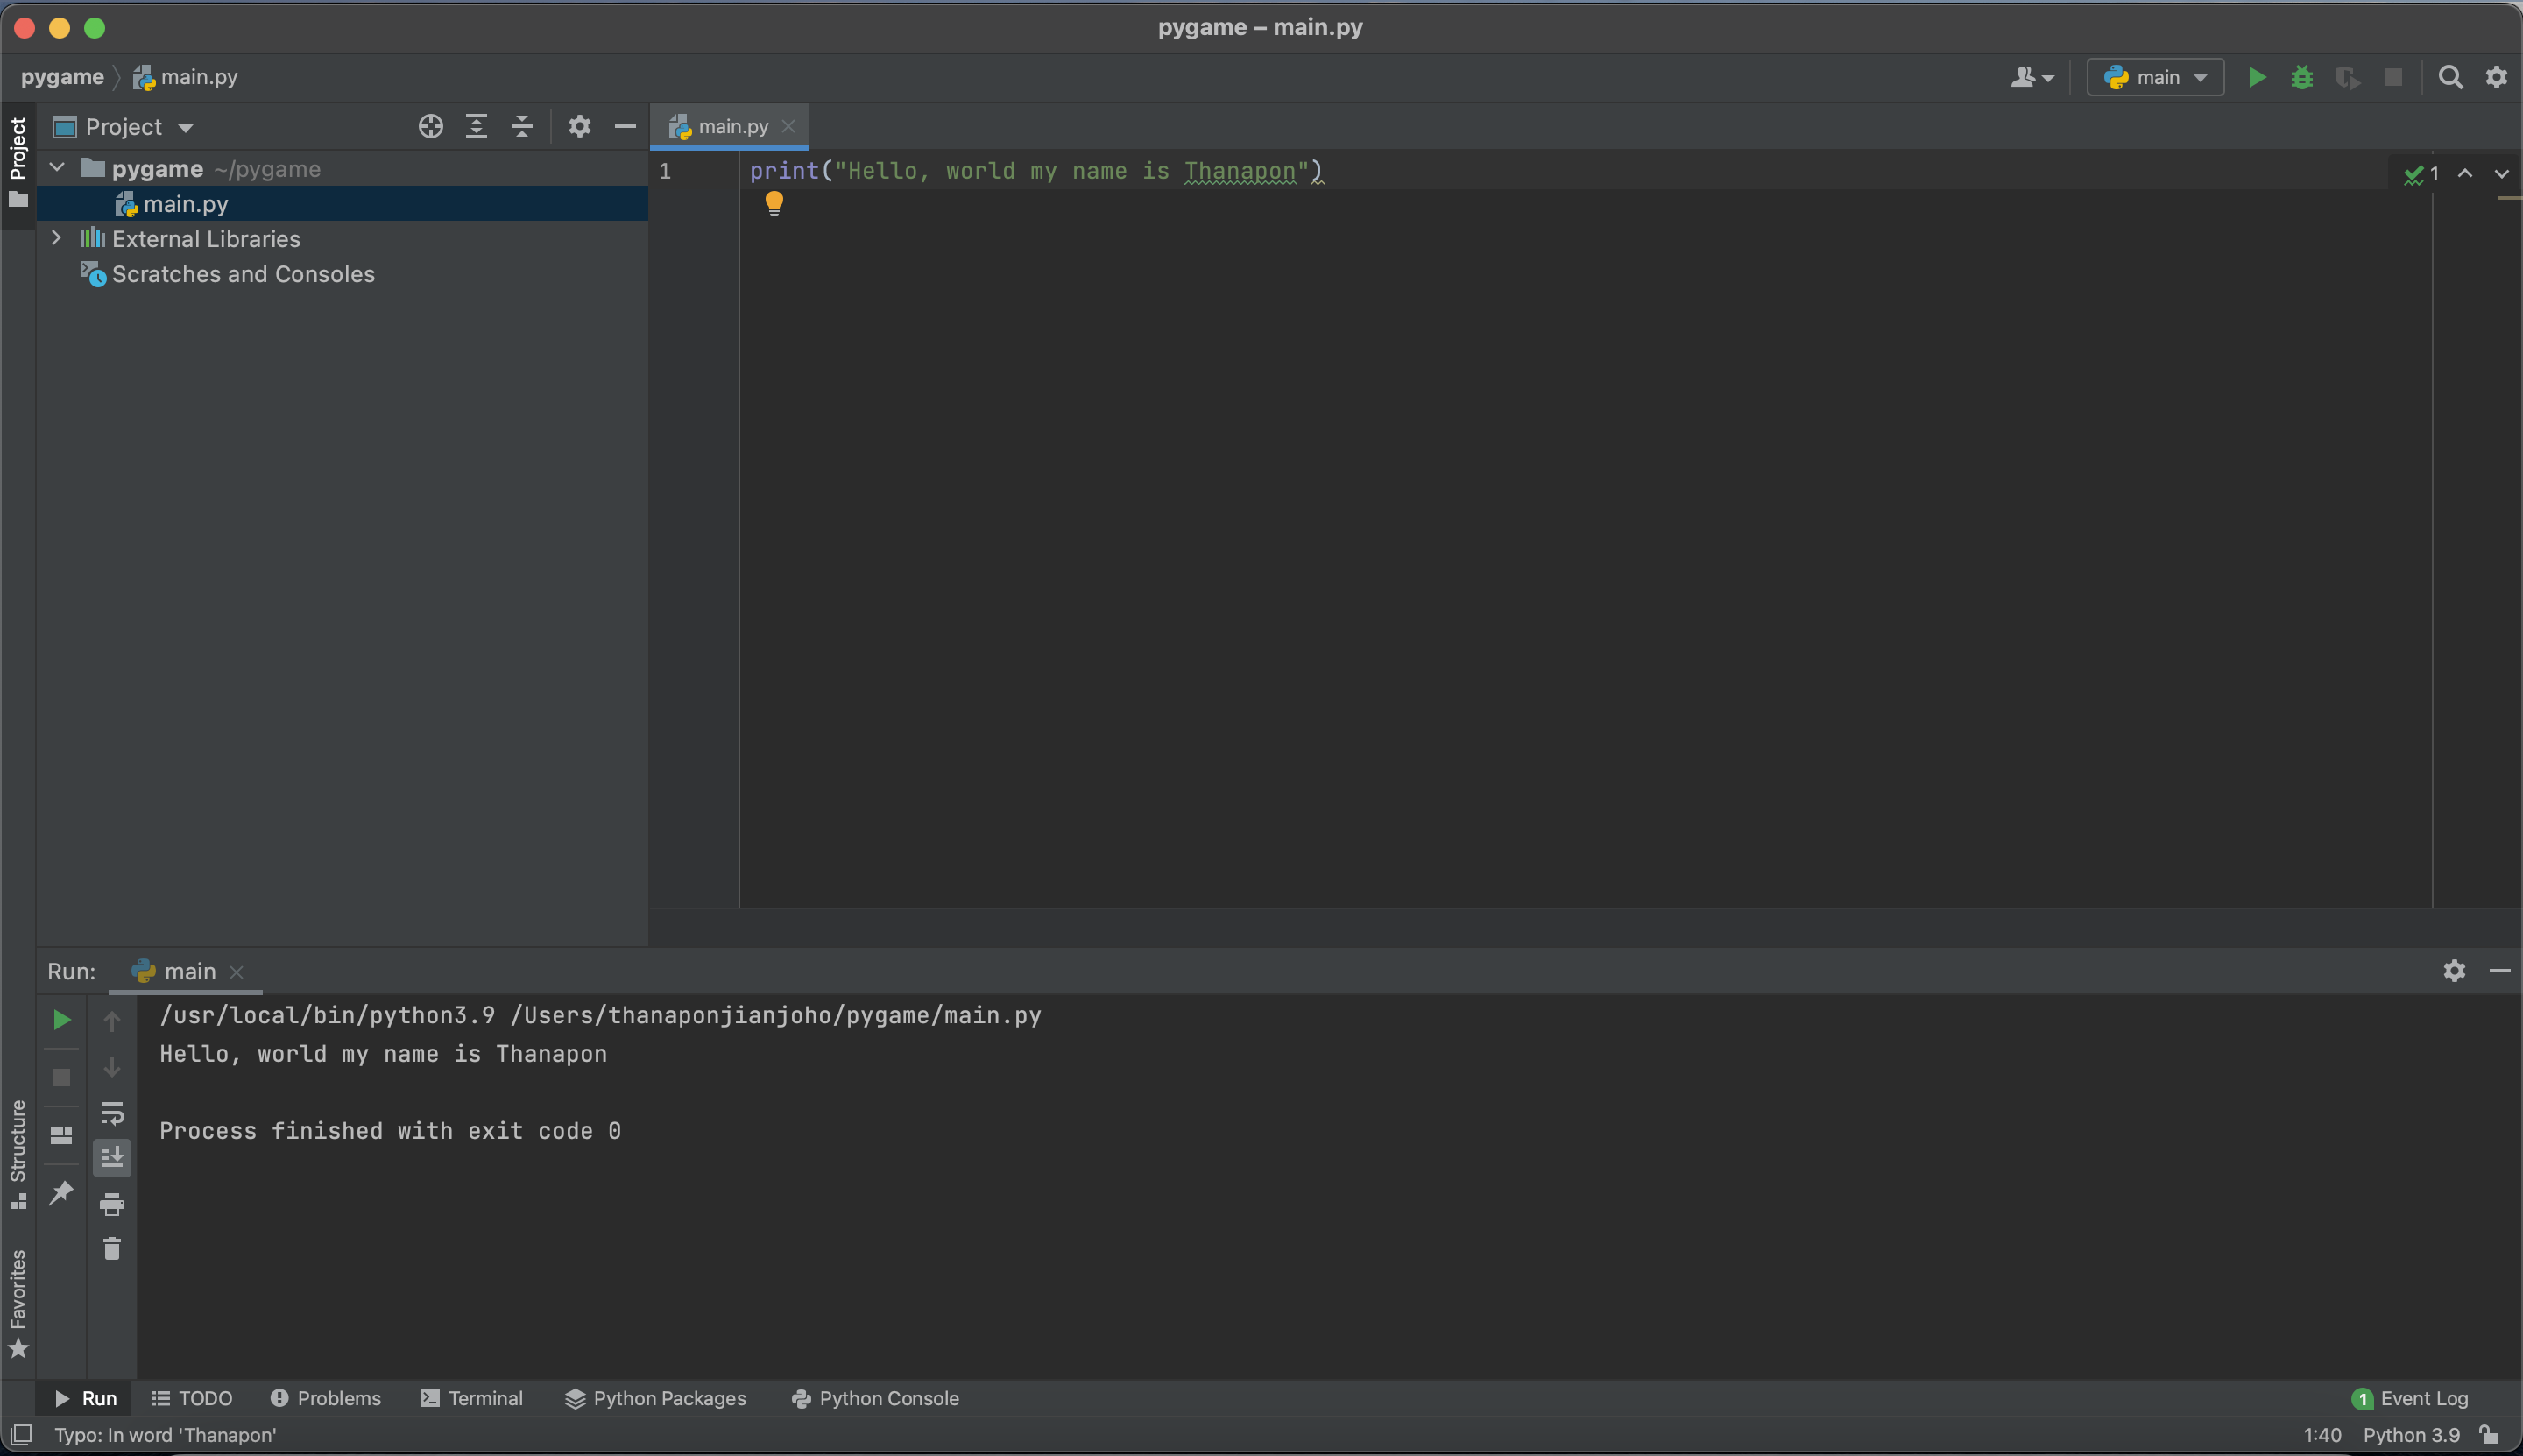 pygame – main.py
pygame main.py
main
Project
Project
main.py
pygame ~/pygame
1 print("Hello, world my name is Thanapon")
1
main.py
External Libraries
Scratches and Consoles
Run: main
/usr/local/bin/python3.9 /Users/thanaponjianjoho/pygame/main.py
Hello, world my name is Thanapon
Process finished with exit code 0
Structure
Favorites
Run TODO Problems Terminal Python Packages Python Console
1 Event Log
Typo: In word 'Thanapon'
1:40 Python 3.9